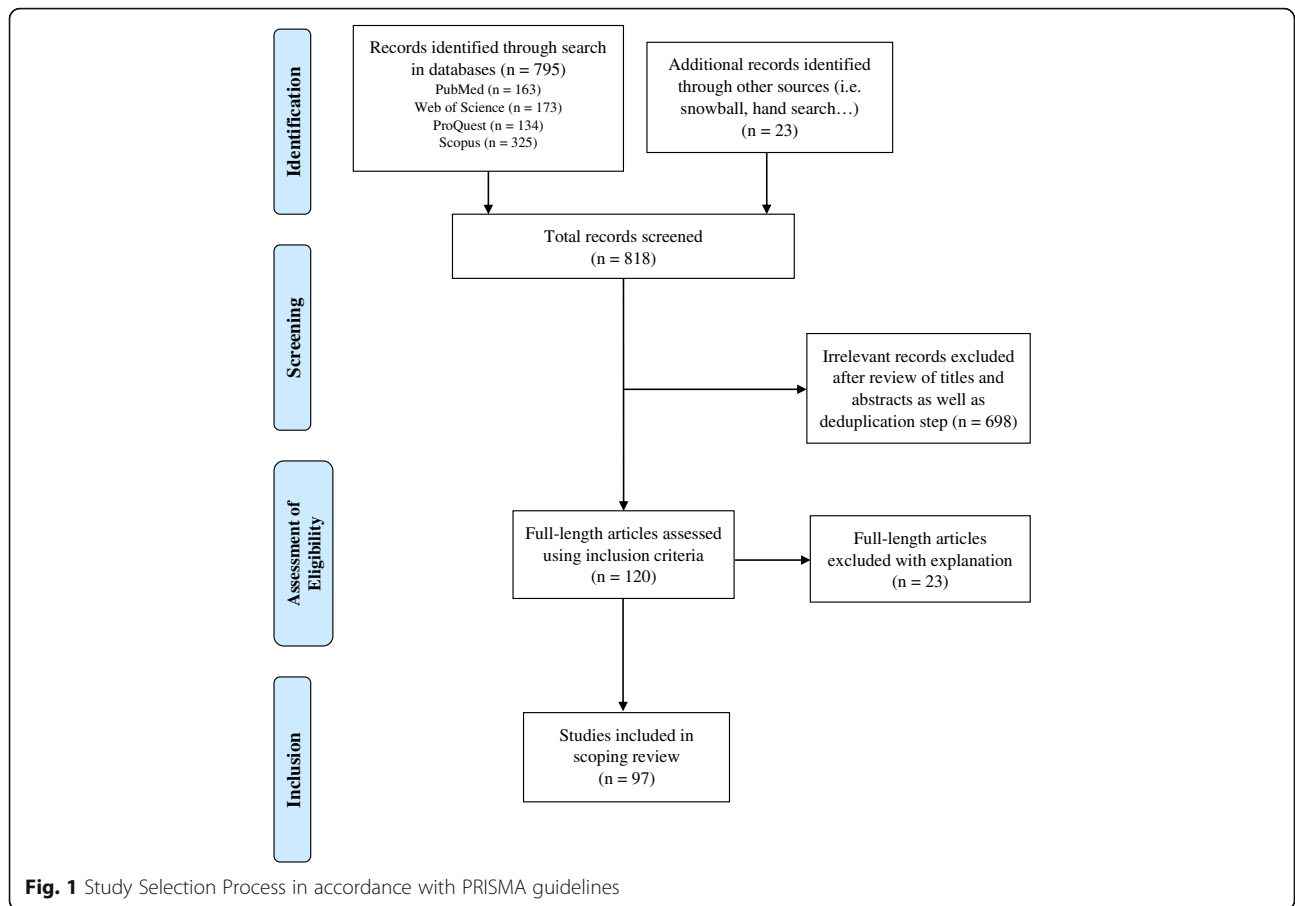 Identification
Records identified through search
in databases (n = 795)
PubMed (n = 163)
Web of Science (n = 173)
ProQuest (n = 134)
Scopus (n = 325)
Additional records identified
through other sources (i.e.
snowball, hand search…)
(n = 23)
Total records screened
(n = 818)
Screening
Irrelevant records excluded
after review of titles and
abstracts as well as
deduplication step (n = 698)
Assessment of
Eligibility
Full-length articles assessed
using inclusion criteria
(n = 120)
Full-length articles
excluded with explanation
(n = 23)
Inclusion
Studies included in
scoping review
(n = 97)
Fig. 1 Study Selection Process in accordance with PRISMA guidelines